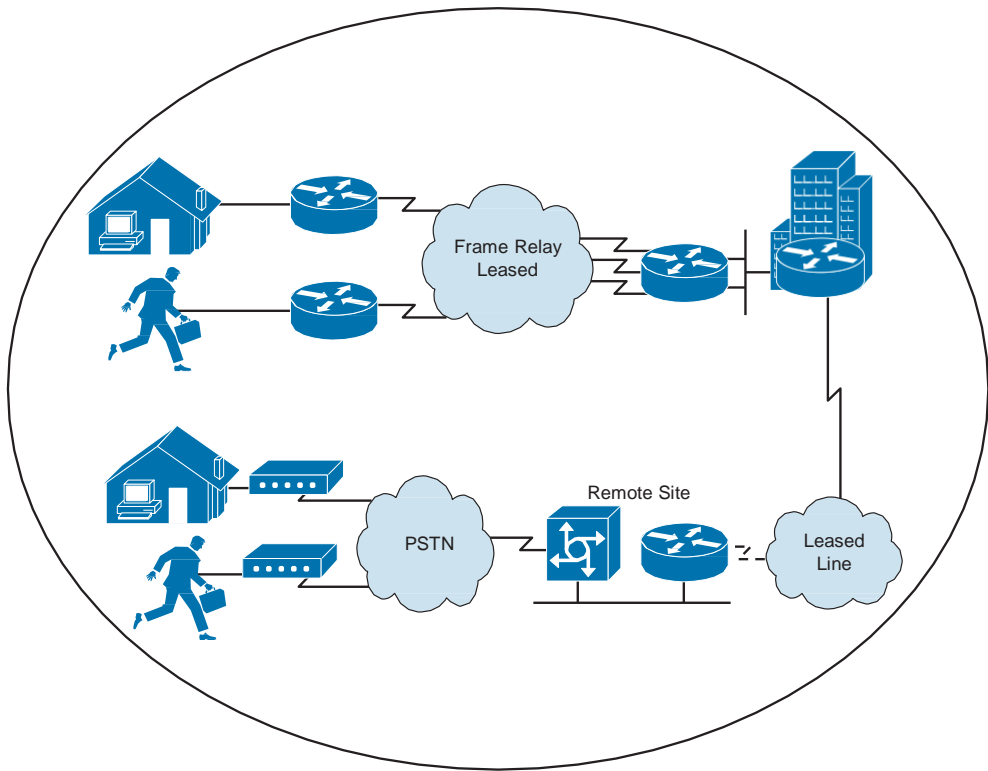 Frame Relay
Leased
Remote Site
PSTN
Leased
Line